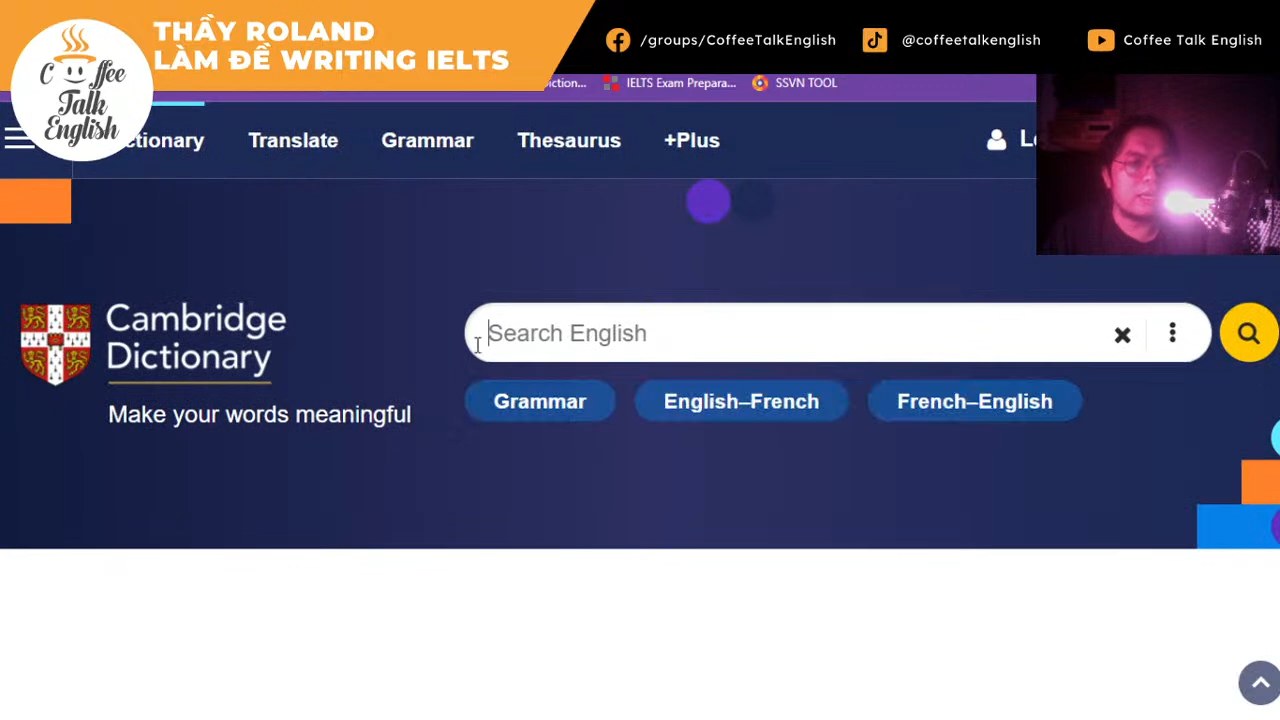 THẦY ROLAND
LÀM ĐỀ WRITING IELTS
/groups/CoffeeTalkEnglish
@coffeetalkenglish
Coffee Talk English
Coffee
Talk
English
IELTS Exam Prepara...
SSVN TOOL
Translate
Grammar
Thesaurus
+Plus
Cambridge
Dictionary
Make your words meaningful
Search English
Grammar
English–French
French–English